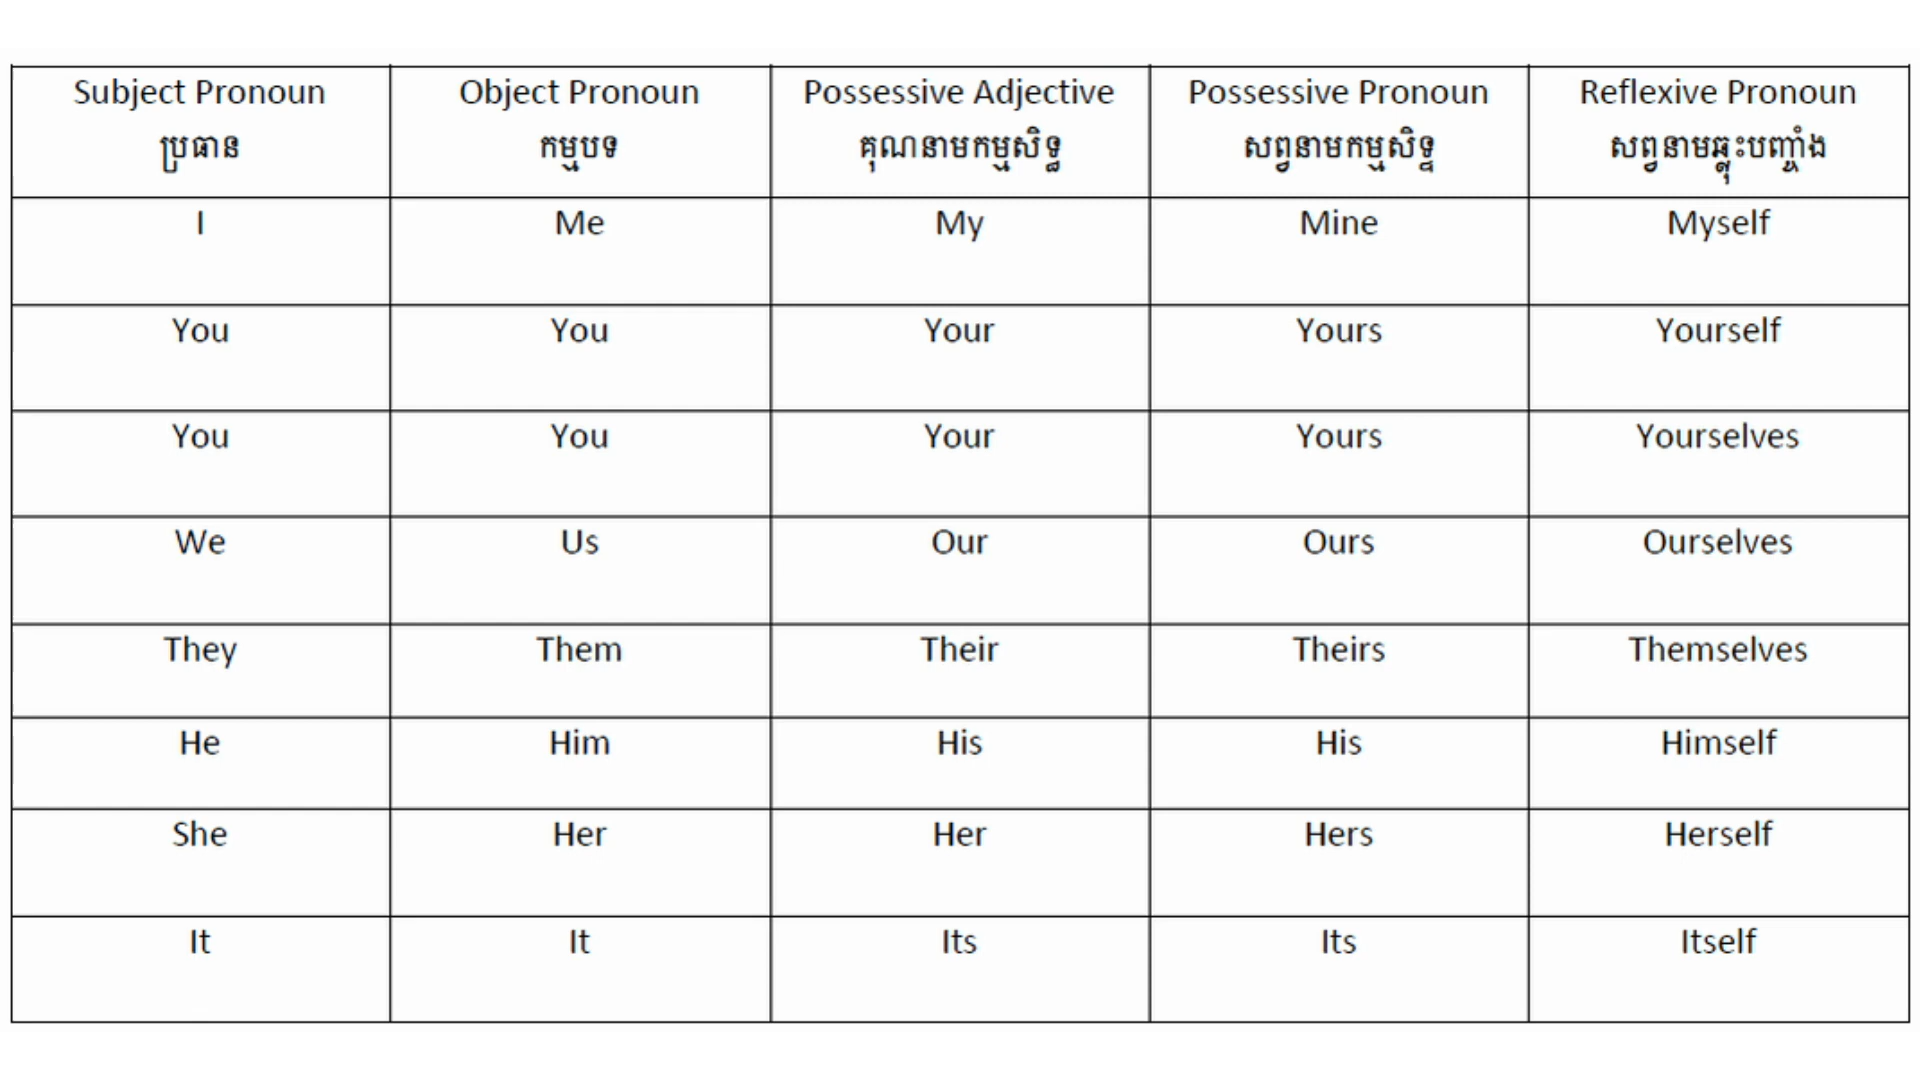 Subject Pronoun Object Pronoun Possessive Adjective Possessive Pronoun Reflexive Pronoun
ប្រធាន កម្មបទ គុណនាមកម្មសិទ្ធ សព្វនាមកម្មសិទ្ធ សព្វនាមឆ្លុះបញ្ចាំង
I Me My Mine Myself
You You Your Yours Yourself
You You Your Yours Yourselves
We Us Our Ours Ourselves
They Them Their Theirs Themselves
He Him His His Himself
She Her Her Hers Herself
It It Its Its Itself